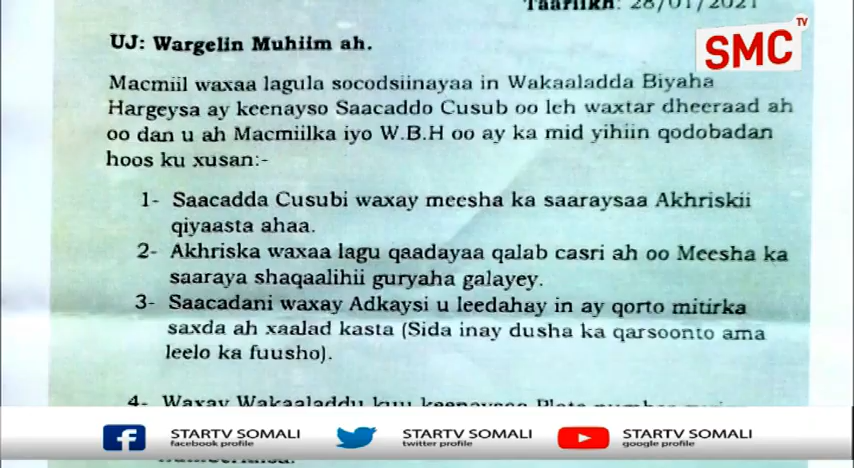 Taariikh: 28/01/2021
SMC TV
UJ: Wargelin Muhiim ah.
Macmiil waxaa lagula socodsiinayaa in Wakaaladda Biyaha
Hargeysa ay keenayso Saacaddo Cusub oo leh waxtar dheeraad ah
oo dan u ah Macmiilka iyo W.B.H oo ay ka mid yihiin qodobadan
hoos ku xusan:-
1- Saacadda Cusubi waxay meesha ka saaraysaa Akhriskii
qiyaasta ahaa.
2- Akhriska waxaa lagu qaadayaa qalab casri ah oo Meesha ka
saaraya shaqaalihii guryaha galayey.
3- Saacadani waxay Adkaysi u leedahay in ay qorto mitirka
saxda ah xaalad kasta (Sida inay dusha ka qarsoonto ama
leelo ka fuusho).
4- Waxay Wakaaladdu kuu keenaysaa Plate number
STARTV SOMALI
facebook profile
STARTV SOMALI
twitter profile
STARTV SOMALI
google profile